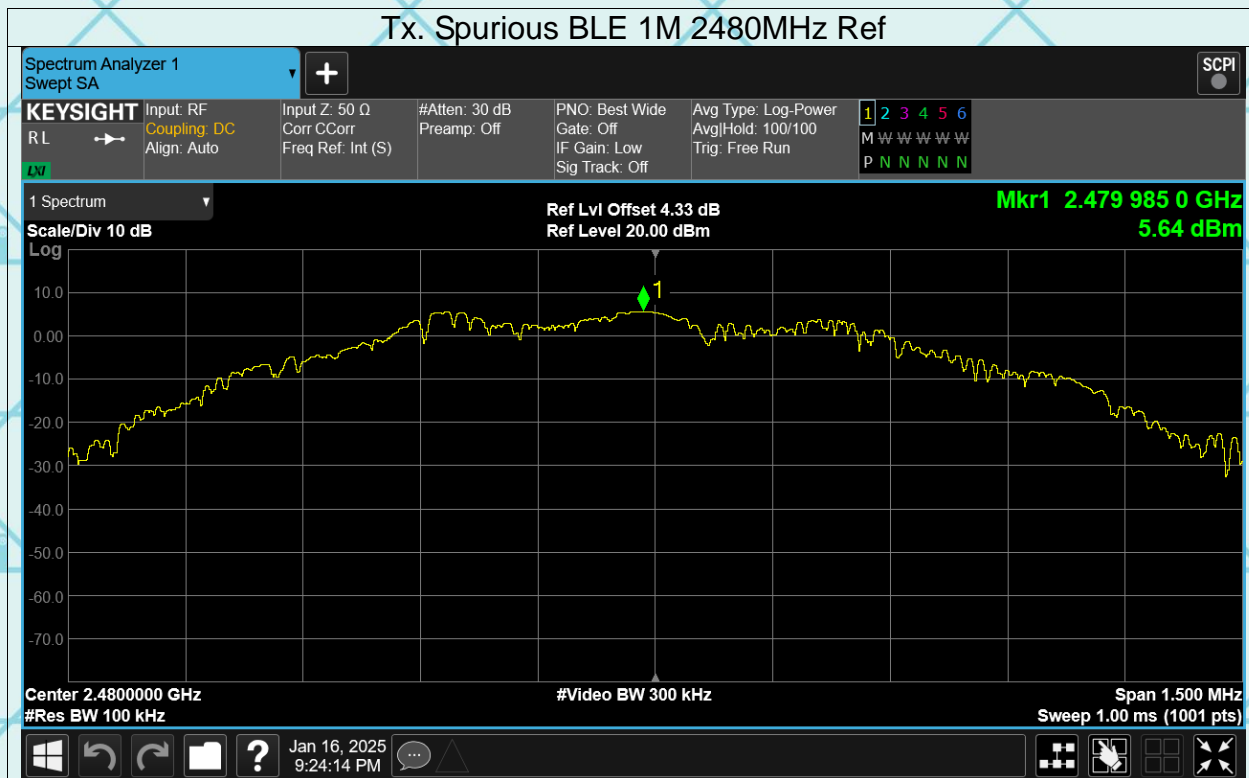 Tx. Spurious BLE 1M 2480MHz Ref
Spectrum Analyzer 1
Swept SA
+
SCPI
KEYSIGHT
RL
LXI
Input: RF
Coupling: DC
Align: Auto
Input Z: 50 Ω
Corr CCorr
Freq Ref: Int (S)
#Atten: 30 dB
Preamp: Off
PNO: Best Wide
Gate: Off
IF Gain: Low
Sig Track: Off
Avg Type: Log-Power
Avg|Hold: 100/100
Trig: Free Run
1 2 3 4 5 6
M W W W W W W
P N N N N N N
1 Spectrum
Scale/Div 10 dB
Log
Ref Lvl Offset 4.33 dB
Ref Level 20.00 dBm
Mkr1 2.479 985 0 GHz
5.64 dBm
1
10.0
0.00
-10.0
-20.0
-30.0
-40.0
-50.0
-60.0
-70.0
Center 2.4800000 GHz
#Res BW 100 kHz
#Video BW 300 kHz
Span 1.500 MHz
Sweep 1.00 ms (1001 pts)
?
Jan 16, 2025
9:24:14 PM